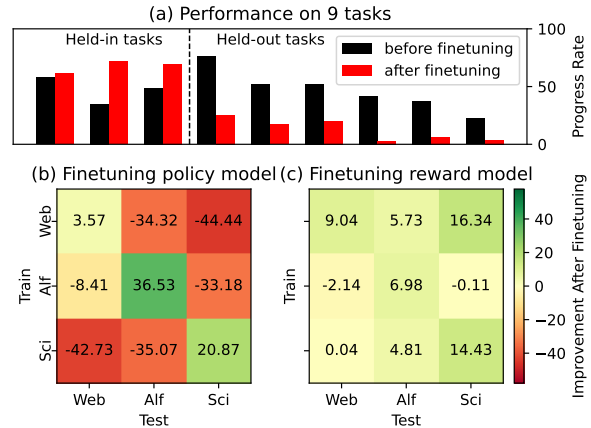 (a) Performance on 9 tasks
Held-in tasks
Held-out tasks
before finetuning
after finetuning
100
50
0
Progress Rate
(b) Finetuning policy model
(c) Finetuning reward model
Web
3.57 -34.32 -44.44
Alf
-8.41 36.53 -33.18
Sci
-42.73 -35.07 20.87
Train
Web Alf Sci
Test
9.04 5.73 16.34
-2.14 6.98 -0.11
0.04 4.81 14.43
Train
Web Alf Sci
Test
40
20
0
−20
−40
Improvement After Finetuning